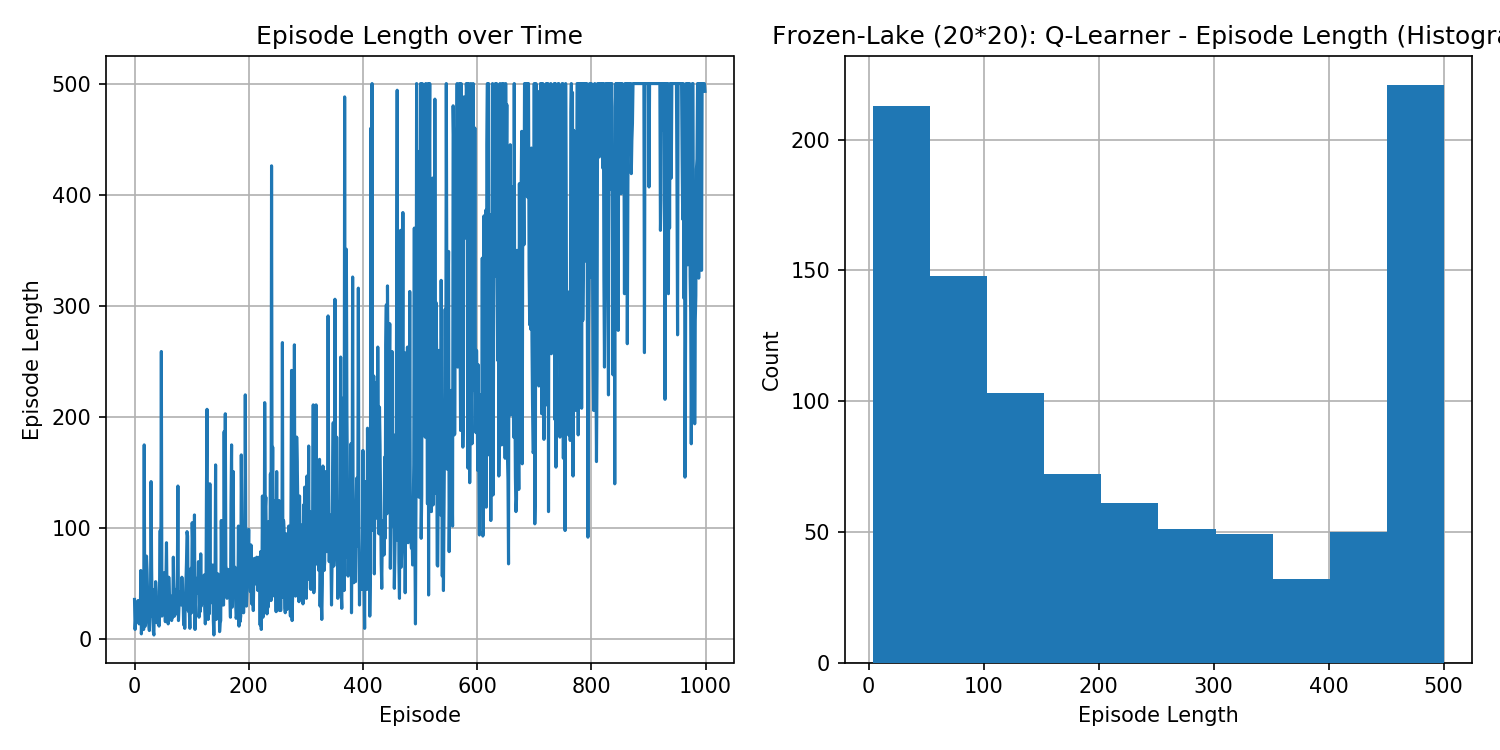 Episode Length over Time
Episode Length
500
400
300
200
100
0
0 200 400 600 800 1000
Episode
Frozen-Lake (20*20): Q-Learner - Episode Length (Histogra
Count
200
150
100
50
0
0 100 200 300 400 500
Episode Length